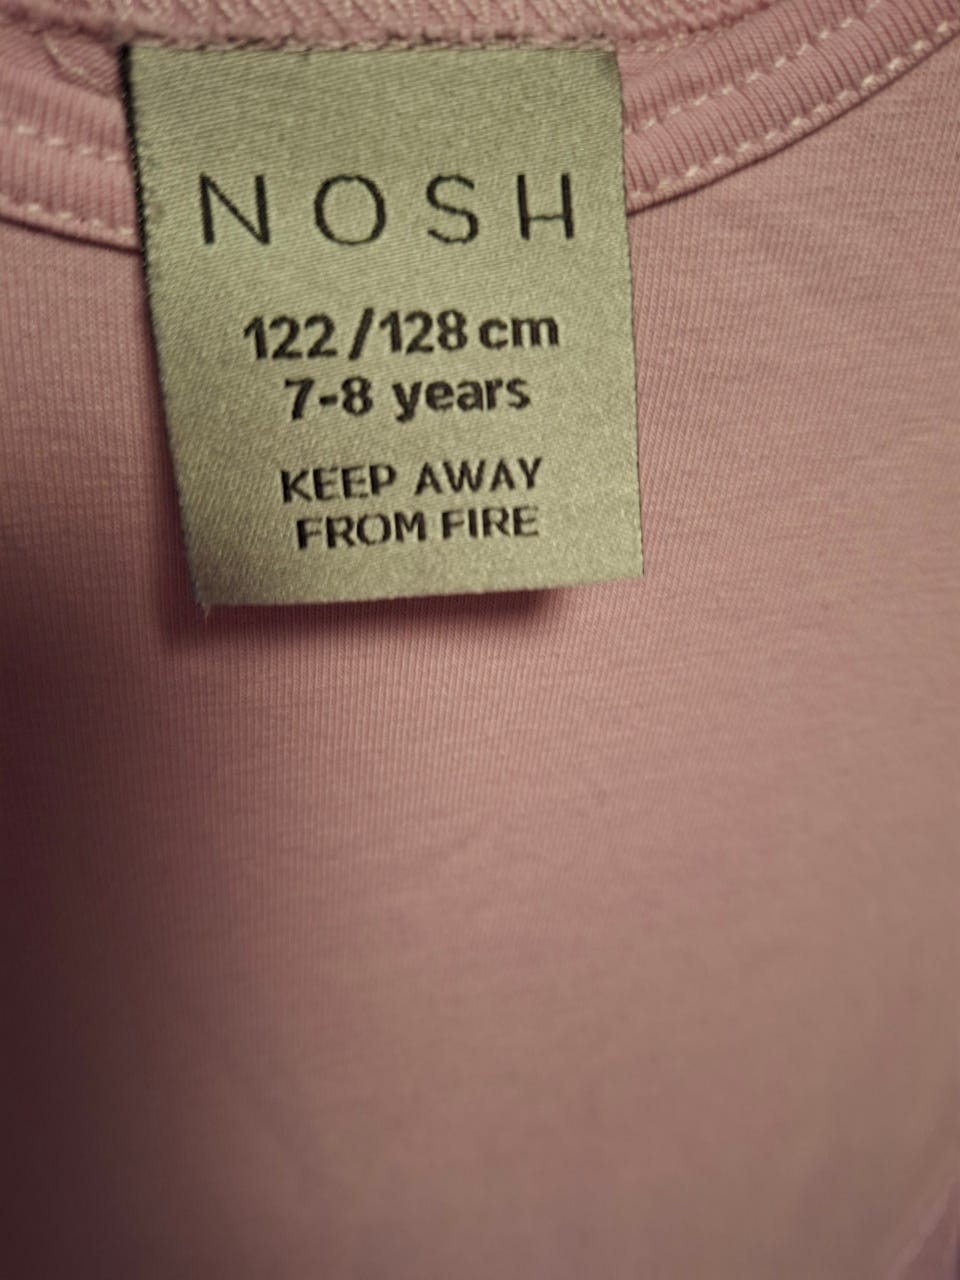 NOSH
122/128 cm
7-8 years
KEEP AWAY
FROM FIRE